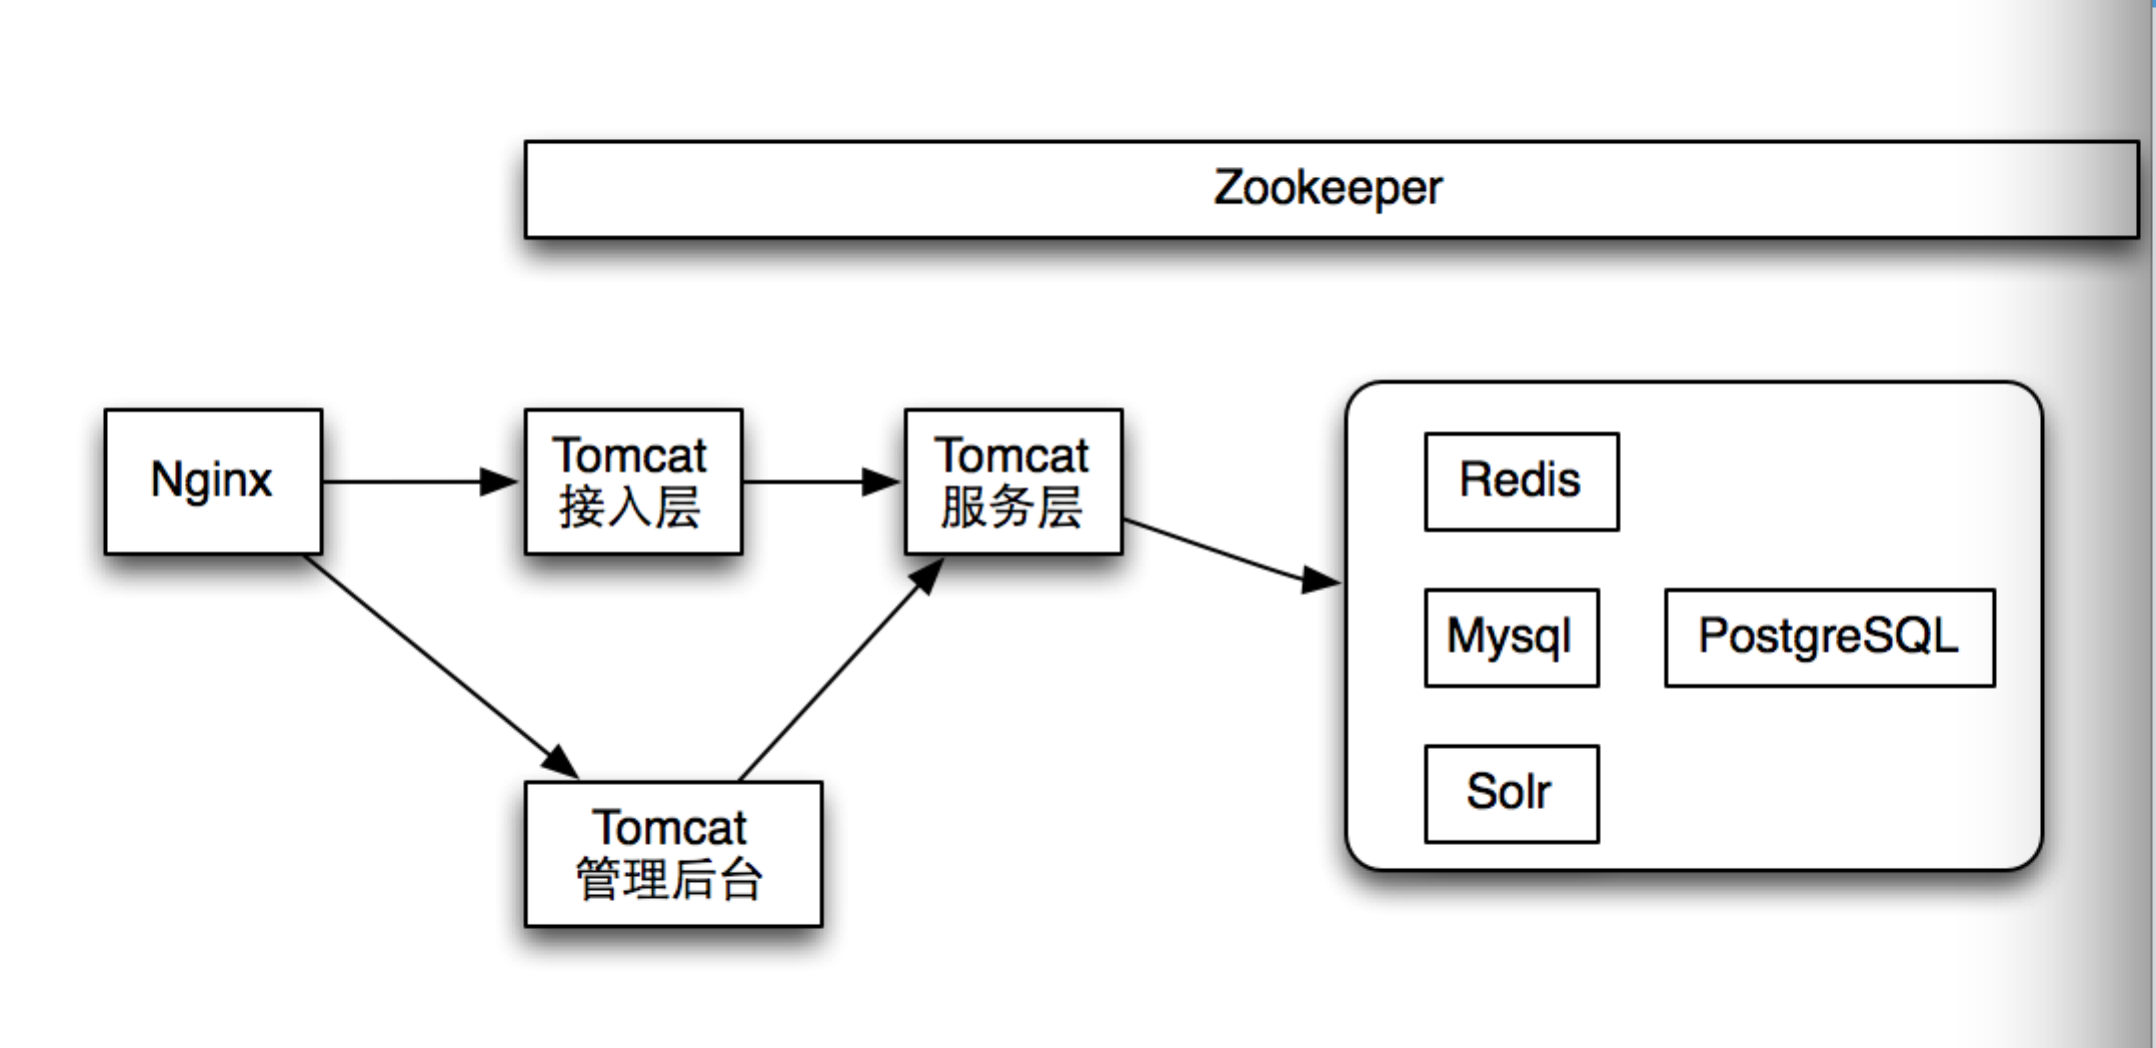 Zookeeper
Nginx
Tomcat
接入层
Tomcat
服务层
Redis
Mysql
PostgreSQL
Solr
Tomcat
管理后台